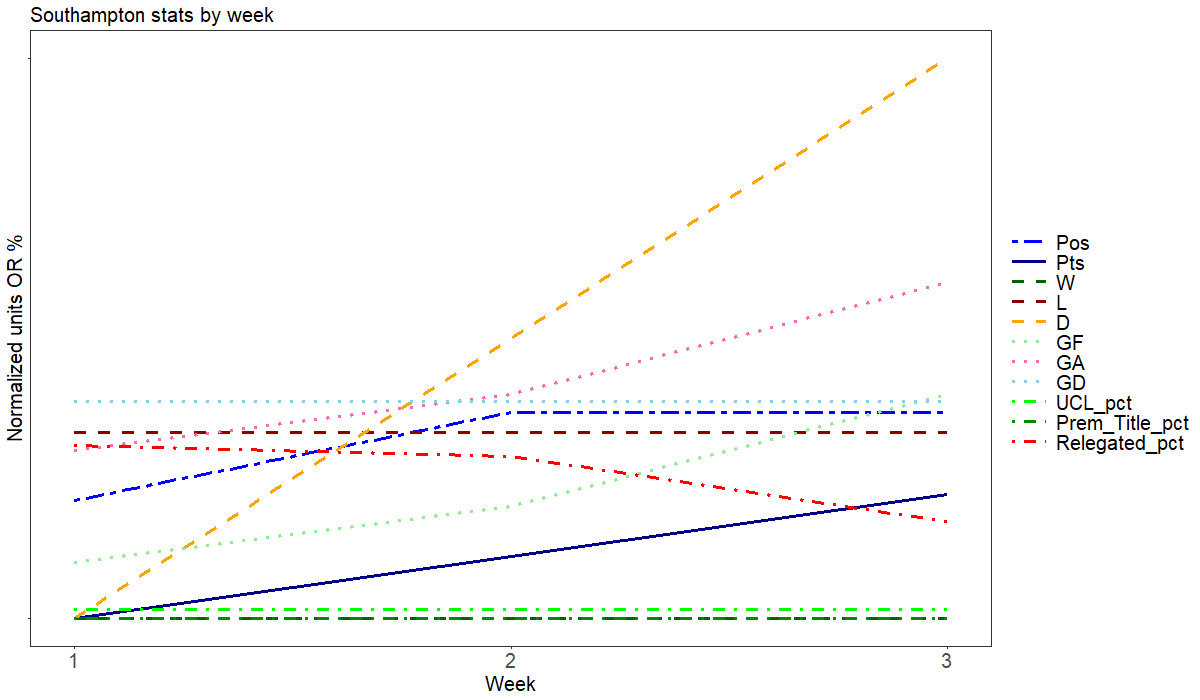 Southampton stats by week
Normalized units OR %
1
2
3
Week
Pos
Pts
W
L
D
GF
GA
GD
UCL_pct
Prem_Title_pct
Relegated_pct